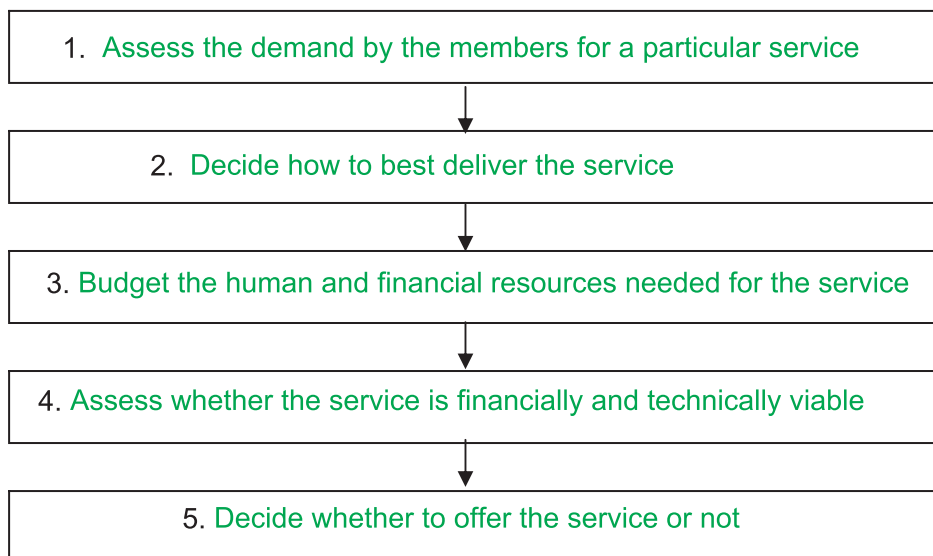 1. Assess the demand by the members for a particular service
2. Decide how to best deliver the service
3. Budget the human and financial resources needed for the service
4. Assess whether the service is financially and technically viable
5. Decide whether to offer the service or not